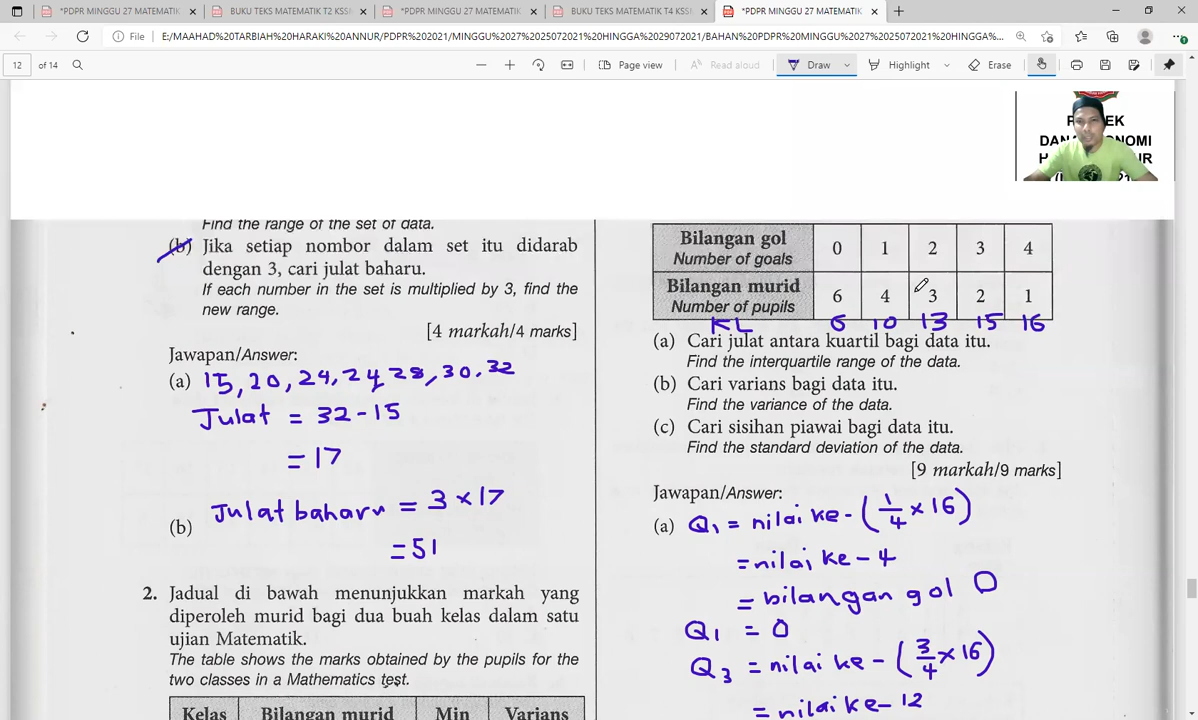 *PDPR MINGGU 27 MATEMATIK
BUKU TEKS MATEMATIK T2 KSSI
*PDPR MINGGU 27 MATEMATIK
BUKU TEKS MATEMATIK T4 KSSN
*PDPR MINGGU 27 MATEMATIK
File
E:/MAAHAD%20TARBIAH%20HARAKI%20ANNUR/PDPR%202021/MINGGU%2027%2025072021%20HINGGA%2029072021/BAHAN%20PDPR%20MINGGU%2027%2025072021%20HINGGA%...
12 of 14
Page view
Read aloud
Draw
Highlight
Erase
EK
DAN
NOMI
H
UR
Find the range of the set of data.
(b) Jika setiap nombor dalam set itu didarab
dengan 3, cari julat baharu.
If each number in the set is multiplied by 3, find the
new range.
[4 markah/4 marks]
Jawapan/Answer:
(a) 15, 20, 24, 24, 28, 30, 32
Julat = 32 - 15
= 17
(b) Julat baharu = 3 × 17
= 51
2. Jadual di bawah menunjukkan markah yang
diperoleh murid bagi dua buah kelas dalam satu
ujian Matematik.
The table shows the marks obtained by the pupils for the
two classes in a Mathematics test.
Kelas Bilangan murid Min Varians
Bilangan gol 0 1 2 3 4
Number of goals
Bilangan murid 6 4 3 2 1
Number of pupils
KL 6 10 13 15 16
(a) Cari julat antara kuartil bagi data itu.
Find the interquartile range of the data.
(b) Cari varians bagi data itu.
Find the variance of the data.
(c) Cari sisihan piawai bagi data itu.
Find the standard deviation of the data.
[9 markah/9 marks]
Jawapan/Answer:
(a) Q1 = nilai ke - (1/4 × 16)
= nilai ke - 4
= bilangan gol 0
Q1 = 0
Q3 = nilai ke - (3/4 × 16)
= nilai ke - 12